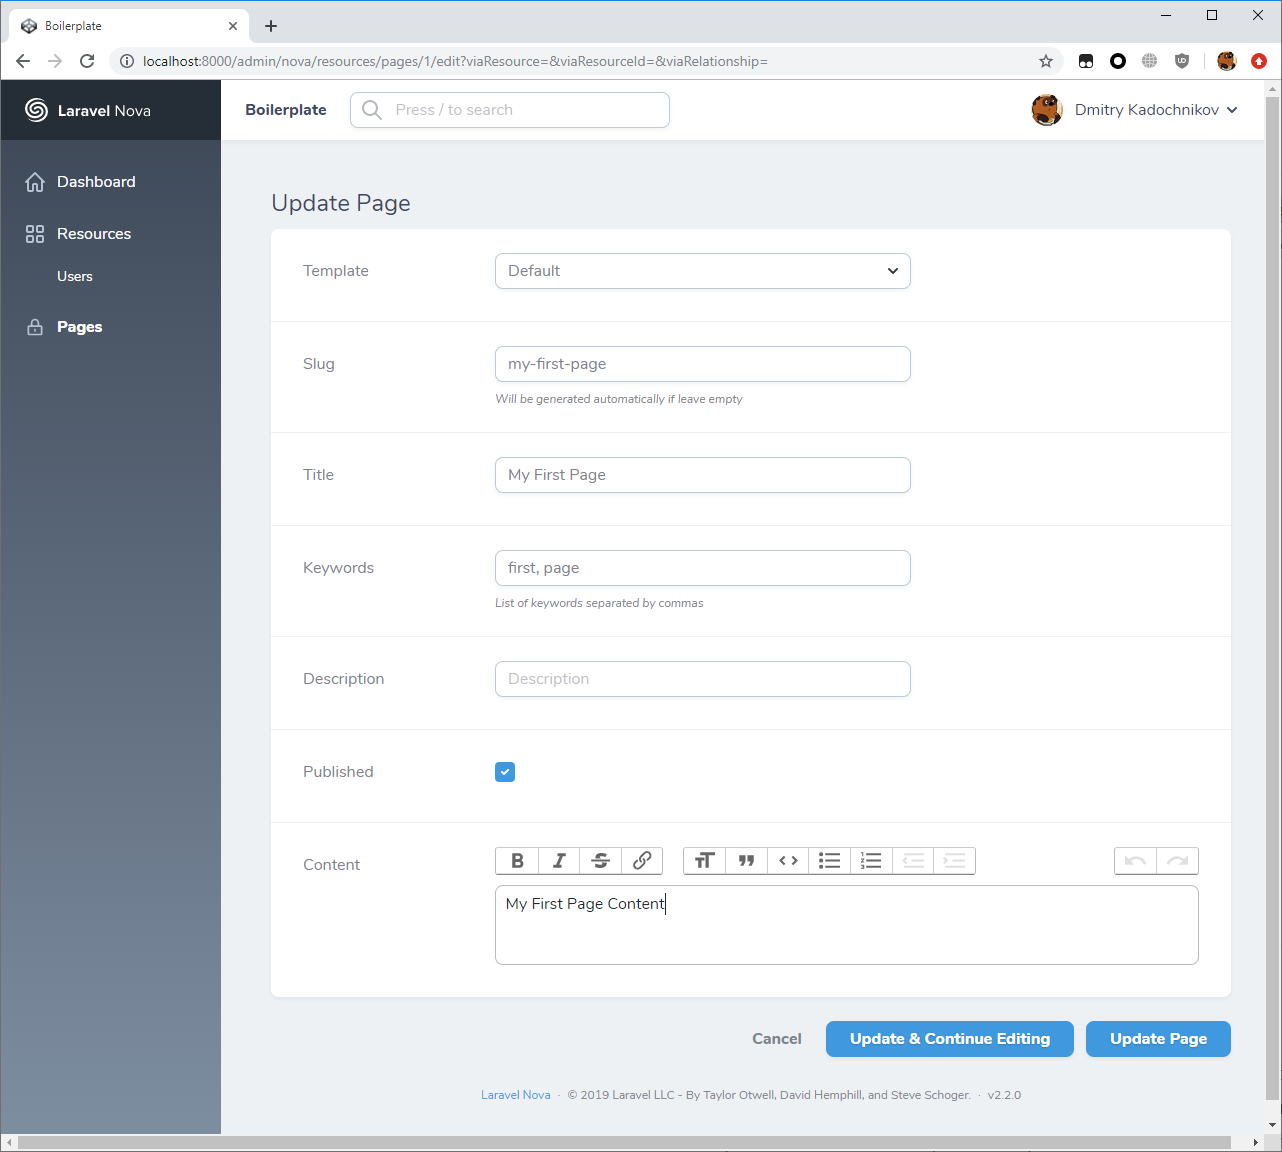 Boilerplate
localhost:8000/admin/nova/resources/pages/1/edit?viaResource=&viaResourceId=&viaRelationship=
Laravel Nova
Boilerplate
Press / to search
Dmitry Kadochnikov
Dashboard
Resources
Users
Pages
Update Page
Template
Default
Slug
my-first-page
Will be generated automatically if leave empty
Title
My First Page
Keywords
first, page
List of keywords separated by commas
Description
Description
Published
Content
My First Page Content
Cancel
Update & Continue Editing
Update Page
Laravel Nova · © 2019 Laravel LLC - By Taylor Otwell, David Hemphill, and Steve Schoger. · v2.2.0